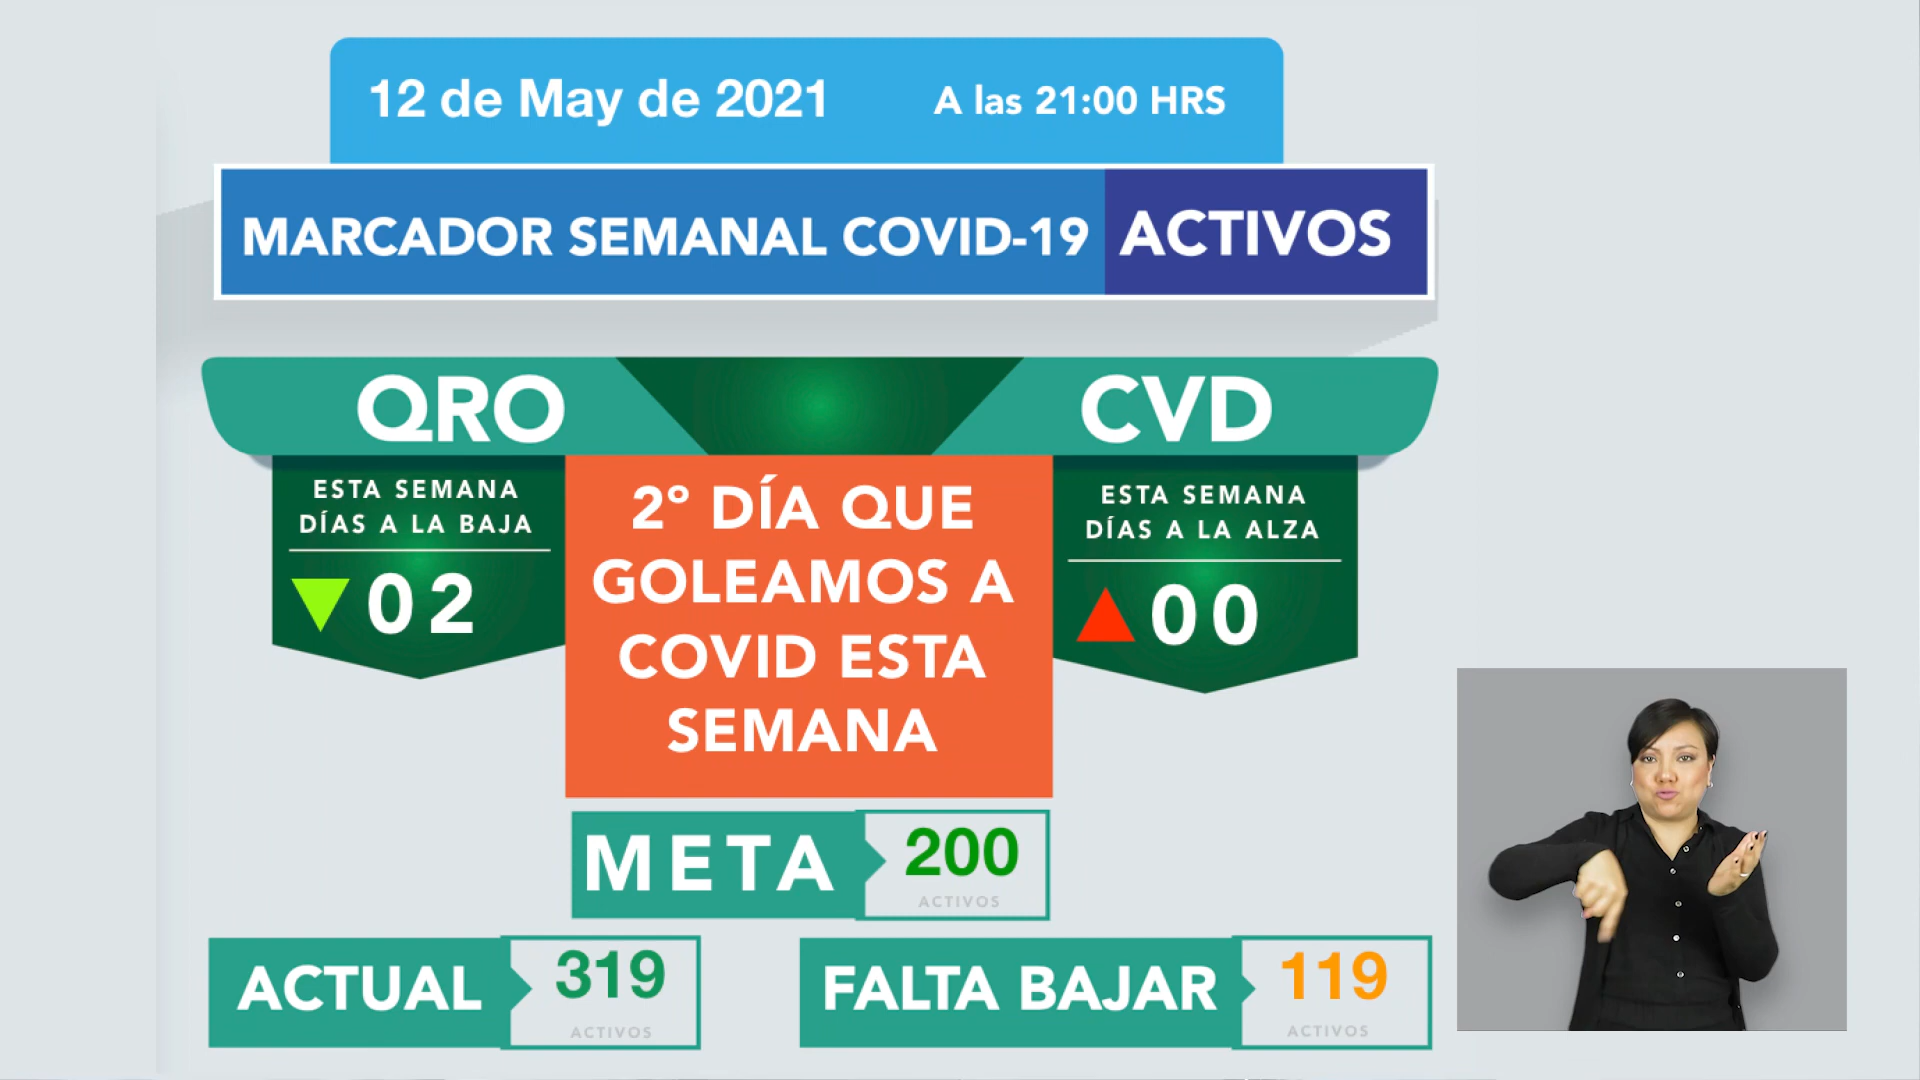 12 de May de 2021 A las 21:00 HRS
MARCADOR SEMANAL COVID-19 ACTIVOS
QRO CVD
ESTA SEMANA
DÍAS A LA BAJA
02
2º DÍA QUE
GOLEAMOS A
COVID ESTA
SEMANA
ESTA SEMANA
DÍAS A LA ALZA
00
META 200
ACTIVOS
ACTUAL 319
ACTIVOS
FALTA BAJAR 119
ACTIVOS